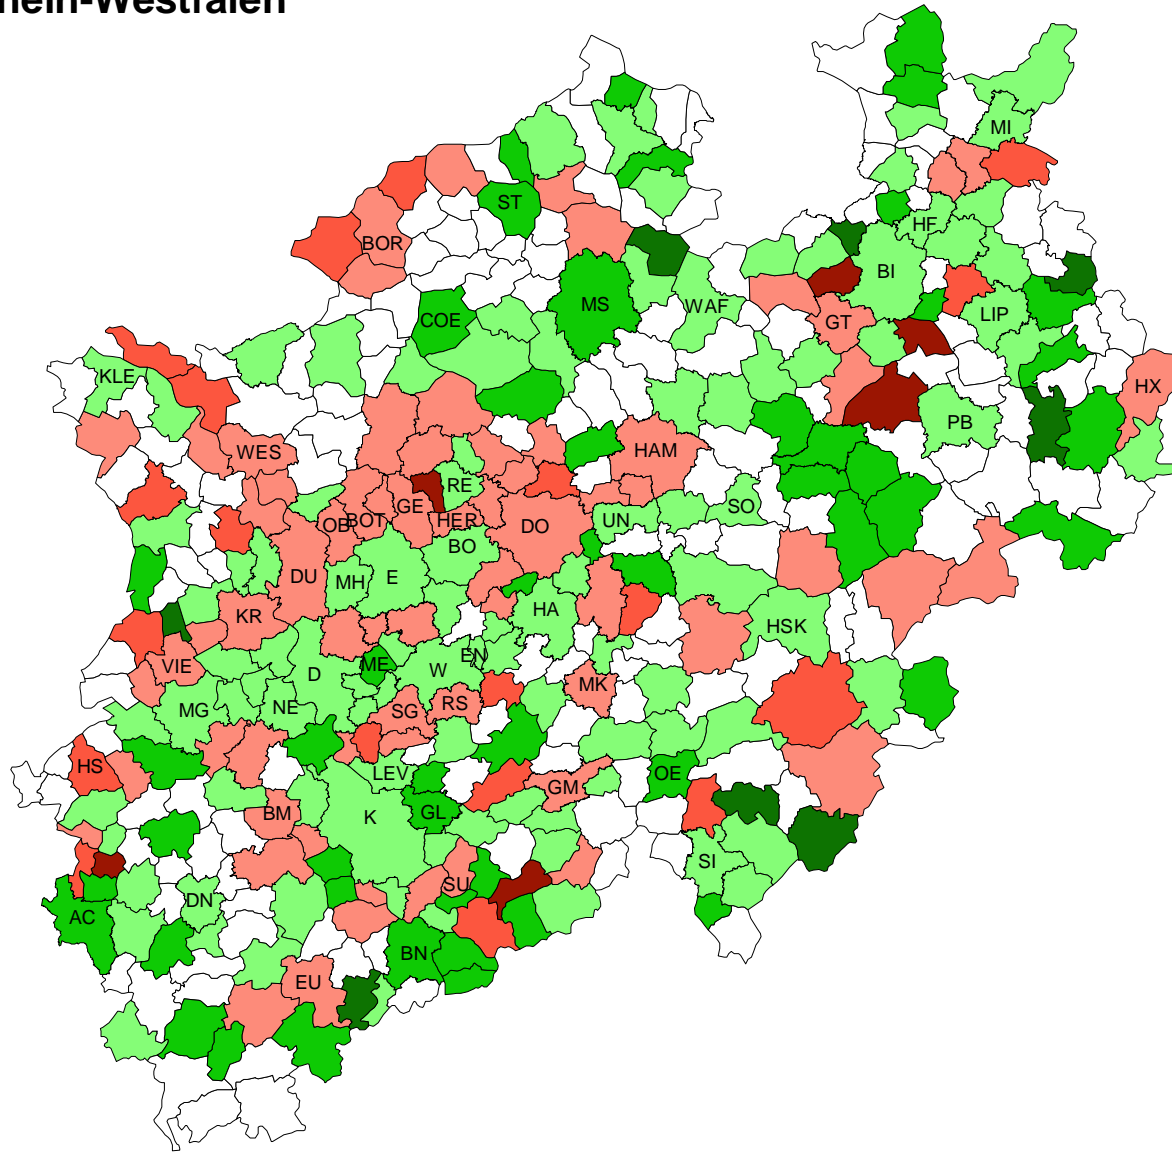 hein-Westfalen
MI
ST
HF
BOR
BI
WAF
MS
LIP
COE
GT
KLE
HX
PB
WES
HAM
RE
SO
GE
OB
BOT
HER
DO
UN
BO
DU
MH
E
HA
KR
HSK
EN
ME
VIE
W
D
MK
RS
NE
SG
MG
HS
LEV
OE
GM
BM
K
GL
SI
SU
DN
AC
BN
EU